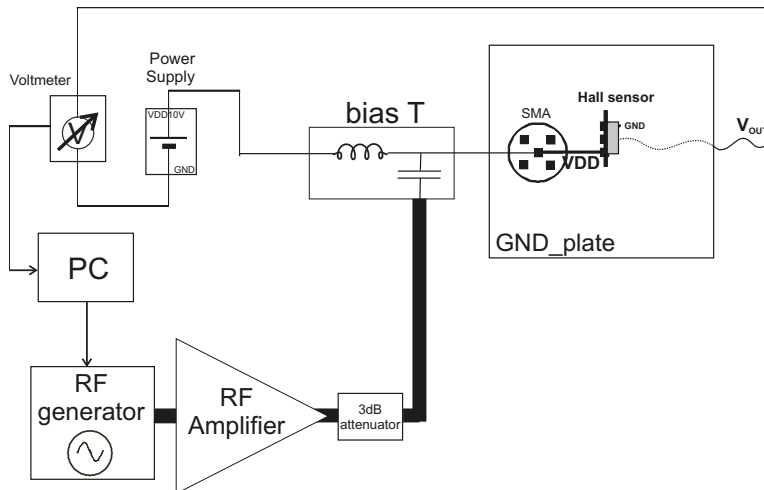 Voltmeter
Power
Supply
VDD10V
GND
V
bias T
SMA
Hall sensor
GND
VDD
V_OUT
GND_plate
PC
RF
generator
RF
Amplifier
3dB
attenuator